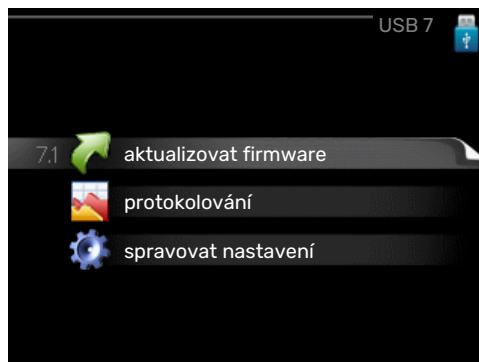 USB 7
7.1 aktualizovat firmware
protokolování
spravovat nastavení